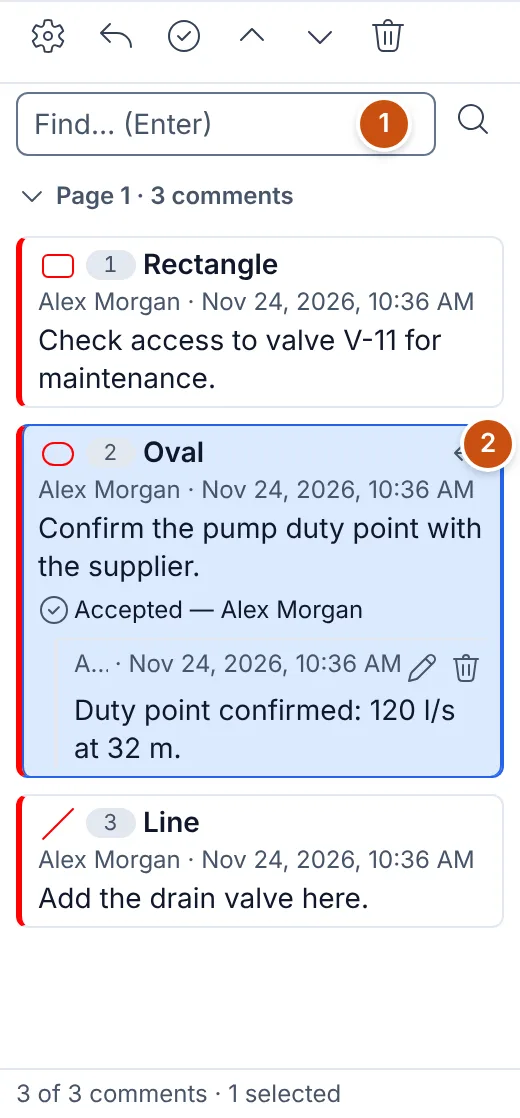 Find... (Enter)
1
Page 1 · 3 comments
1 Rectangle
Alex Morgan · Nov 24, 2026, 10:36 AM
Check access to valve V-11 for
maintenance.
2 Oval
2
Alex Morgan · Nov 24, 2026, 10:36 AM
Confirm the pump duty point with
the supplier.
Accepted — Alex Morgan
A... · Nov 24, 2026, 10:36 AM
Duty point confirmed: 120 l/s
at 32 m.
3 Line
Alex Morgan · Nov 24, 2026, 10:36 AM
Add the drain valve here.
3 of 3 comments · 1 selected